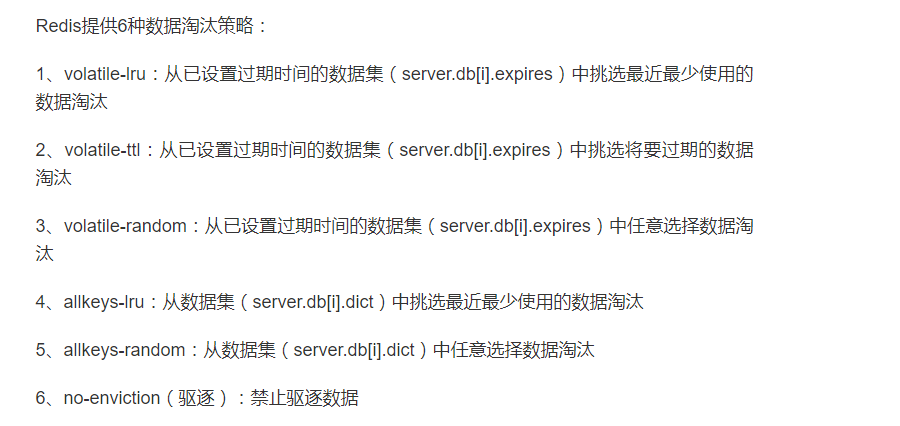 Redis提供6种数据淘汰策略：
1、volatile-lru：从已设置过期时间的数据集（server.db[i].expires）中挑选最近最少使用的
数据淘汰
2、volatile-ttl：从已设置过期时间的数据集（server.db[i].expires）中挑选将要过期的数据
淘汰
3、volatile-random：从已设置过期时间的数据集（server.db[i].expires）中任意选择数据淘
汰
4、allkeys-lru：从数据集（server.db[i].dict）中挑选最近最少使用的数据淘汰
5、allkeys-random：从数据集（server.db[i].dict）中任意选择数据淘汰
6、no-enviction（驱逐）：禁止驱逐数据